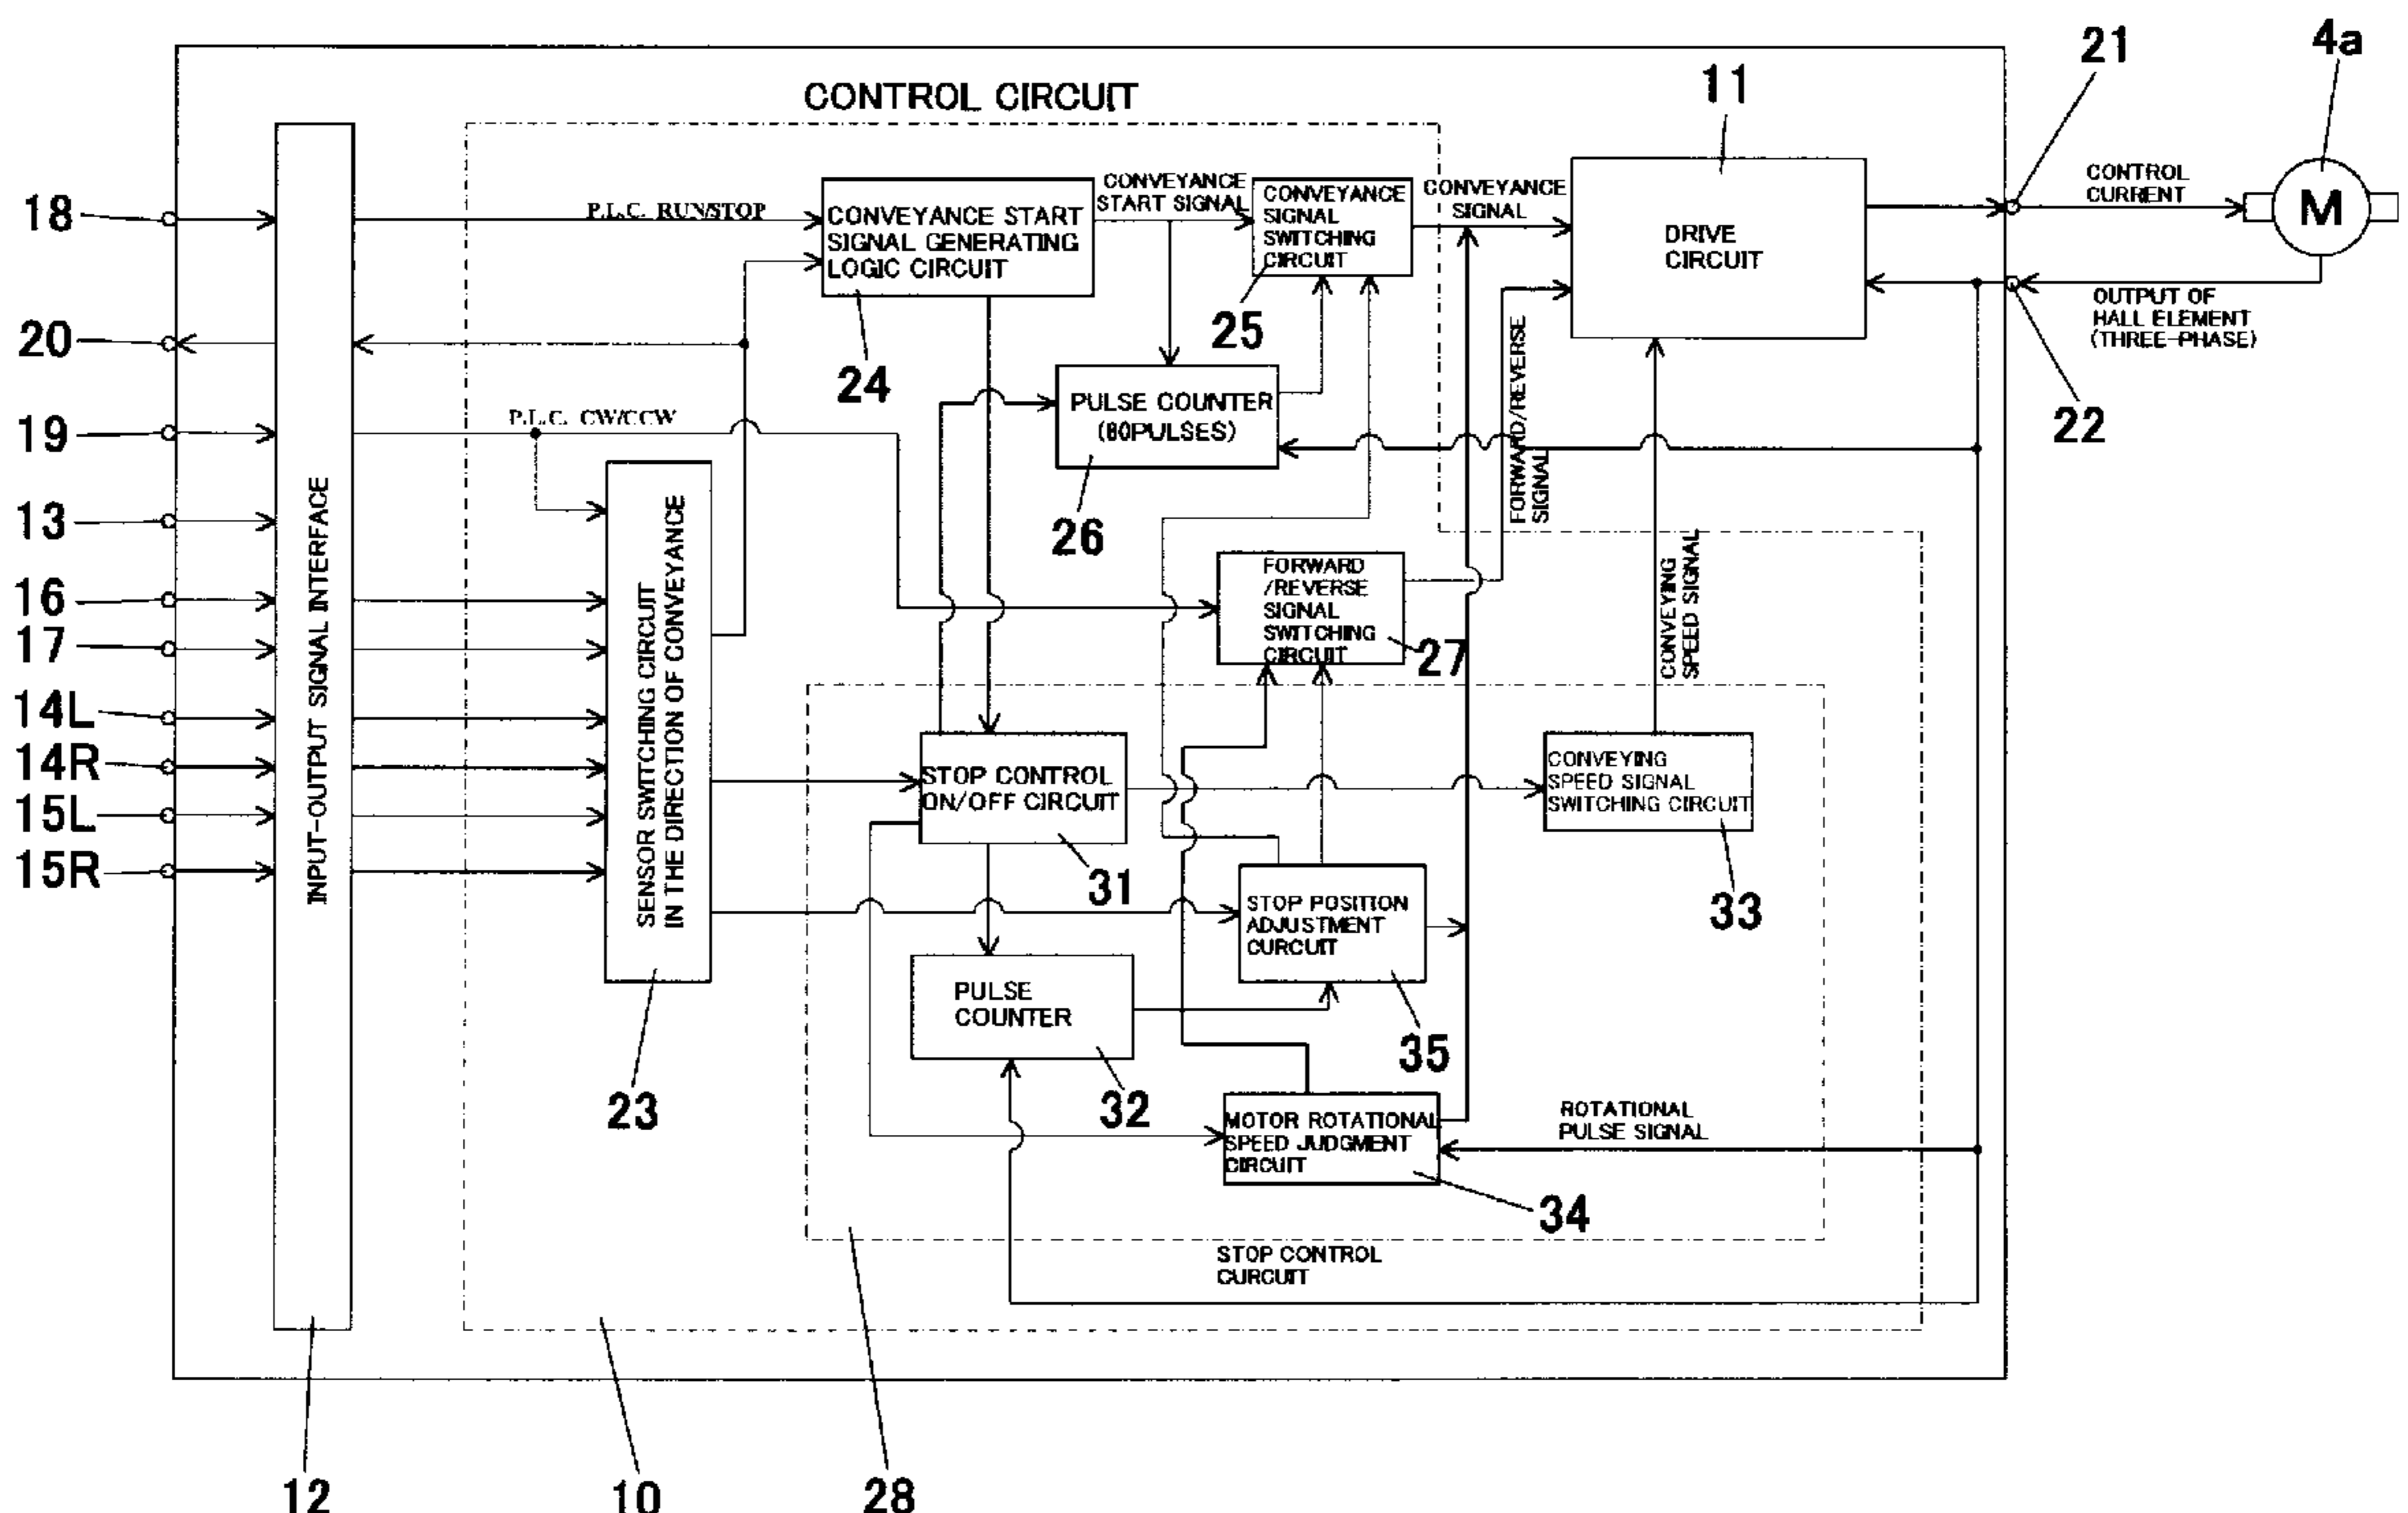 CONTROL CIRCUIT
11
21
4a
18
P.L.C. RUN/STOP
CONVEYANCE START
SIGNAL GENERATING
LOGIC CIRCUIT
24
CONVEYANCE
START SIGNAL
CONVEYANCE
SIGNAL
SWITCHING
CIRCUIT
25
CONVEYANCE
SIGNAL
DRIVE
CIRCUIT
CONTROL
CURRENT
M
OUTPUT OF
HALL ELEMENT
(THREE-PHASE)
22
20
19
P.L.C. CW/CCW
PULSE COUNTER
(60PULSES)
26
FORWARD/REVERSE
SIGNAL
13
16
17
14L
14R
15L
15R
INPUT-OUTPUT SIGNAL INTERFACE
SENSOR SWITCHING CIRCUIT
IN THE DIRECTION OF CONVEYANCE
23
FORWARD
/REVERSE
SIGNAL
SWITCHING
CIRCUIT
27
CONVEYING
SPEED SIGNAL
STOP CONTROL
ON/OFF CIRCUIT
31
CONVEYING
SPEED SIGNAL
SWITCHING CIRCUIT
33
STOP POSITION
ADJUSTMENT
CURCUIT
35
PULSE
COUNTER
32
MOTOR ROTATIONAL
SPEED JUDGMENT
CIRCUIT
34
ROTATIONAL
PULSE SIGNAL
STOP CONTROL
CURCUIT
12
10
28